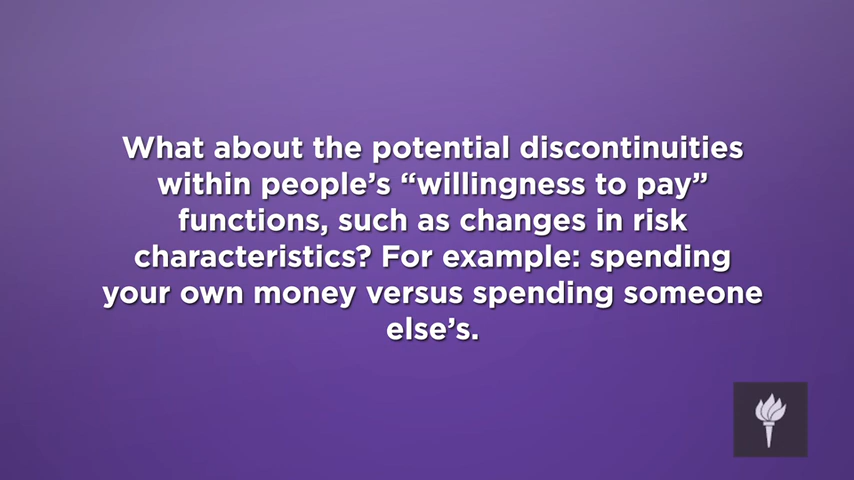 What about the potential discontinuities
within people’s “willingness to pay”
functions, such as changes in risk
characteristics? For example: spending
your own money versus spending someone
else’s.